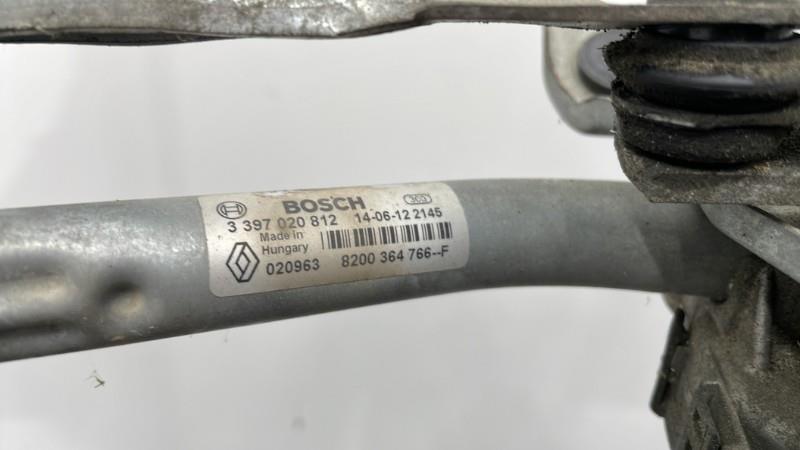 BOSCH 303
3 397 020 812 14-06-12 2145
Made in
Hungary
020963 8200 364 766--F